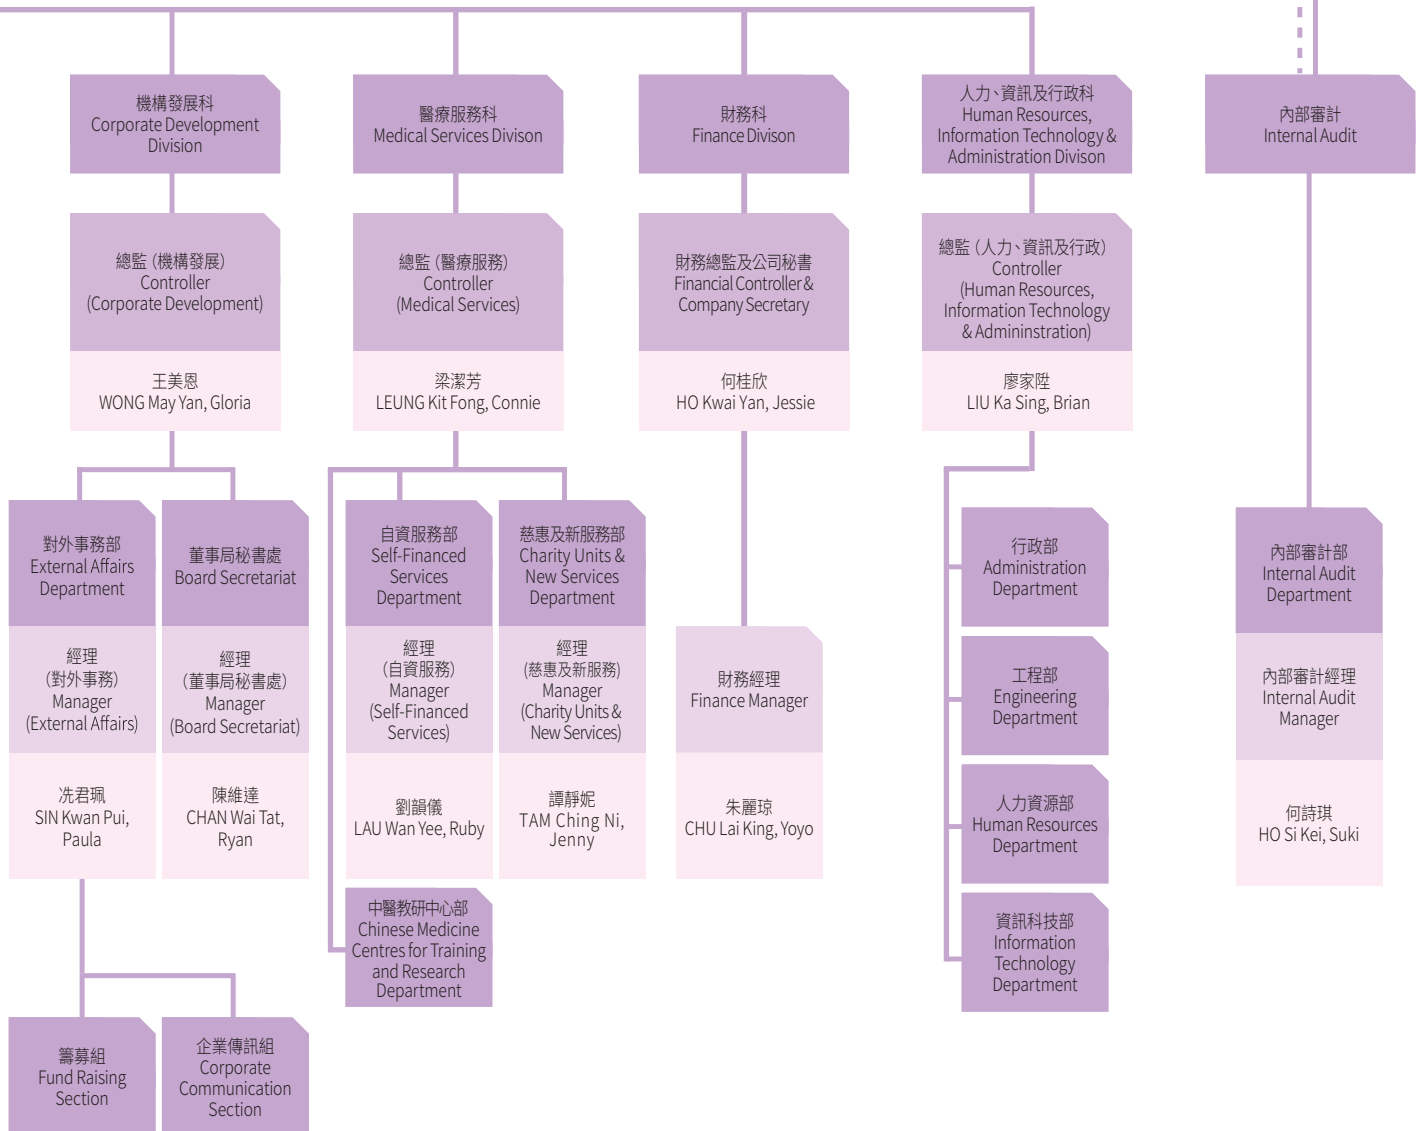 機構發展科
Corporate Development
Division
醫療服務科
Medical Services Divison
財務科
Finance Divison
人力、資訊及行政科
Human Resources,
Information Technology &
Administration Divison
內部審計
Internal Audit
總監（機構發展）
Controller
(Corporate Development)
王美恩
WONG May Yan, Gloria
總監（醫療服務）
Controller
(Medical Services)
梁潔芳
LEUNG Kit Fong, Connie
財務總監及公司秘書
Financial Controller &
Company Secretary
何桂欣
HO Kwai Yan, Jessie
總監（人力、資訊及行政）
Controller
(Human Resources,
Information Technology
& Admininstration)
廖家陞
LIU Ka Sing, Brian
對外事務部
External Affairs
Department
經理
（對外事務）
Manager
(External Affairs)
冼君珮
SIN Kwan Pui,
Paula
董事局秘書處
Board Secretariat
經理
（董事局秘書處）
Manager
(Board Secretariat)
陳維達
CHAN Wai Tat,
Ryan
自資服務部
Self-Financed
Services
Department
經理
（自資服務）
Manager
(Self-Financed
Services)
劉韻儀
LAU Wan Yee, Ruby
慈惠及新服務部
Charity Units &
New Services
Department
經理
(慈惠及新服務)
Manager
(Charity Units &
New Services)
譚靜妮
TAM Ching Ni,
Jenny
財務經理
Finance Manager
朱麗琼
CHU Lai King, Yoyo
行政部
Administration
Department
工程部
Engineering
Department
人力資源部
Human Resources
Department
資訊科技部
Information
Technology
Department
內部審計部
Internal Audit
Department
內部審計經理
Internal Audit
Manager
何詩琪
HO Si Kei, Suki
中醫教研中心部
Chinese Medicine
Centres for Training
and Research
Department
籌募組
Fund Raising
Section
企業傳訊組
Corporate
Communication
Section